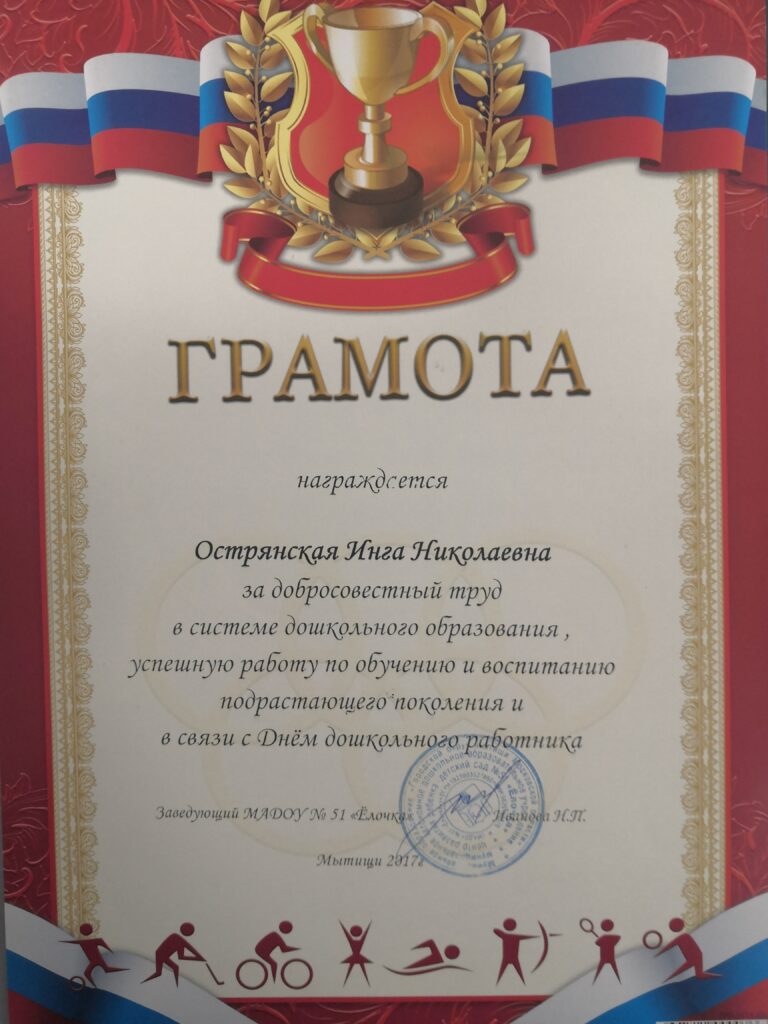 ГРАМОТА
награждается
Острянская Инга Николаевна
за добросовестный труд
в системе дошкольного образования ,
успешную работу по обучению и воспитанию
подрастающего поколения и
в связи с Днём дошкольного работника
Заведующий МАДОУ № 51 «Ёлочка» Иванова Н.П.
Мытищи 2017г